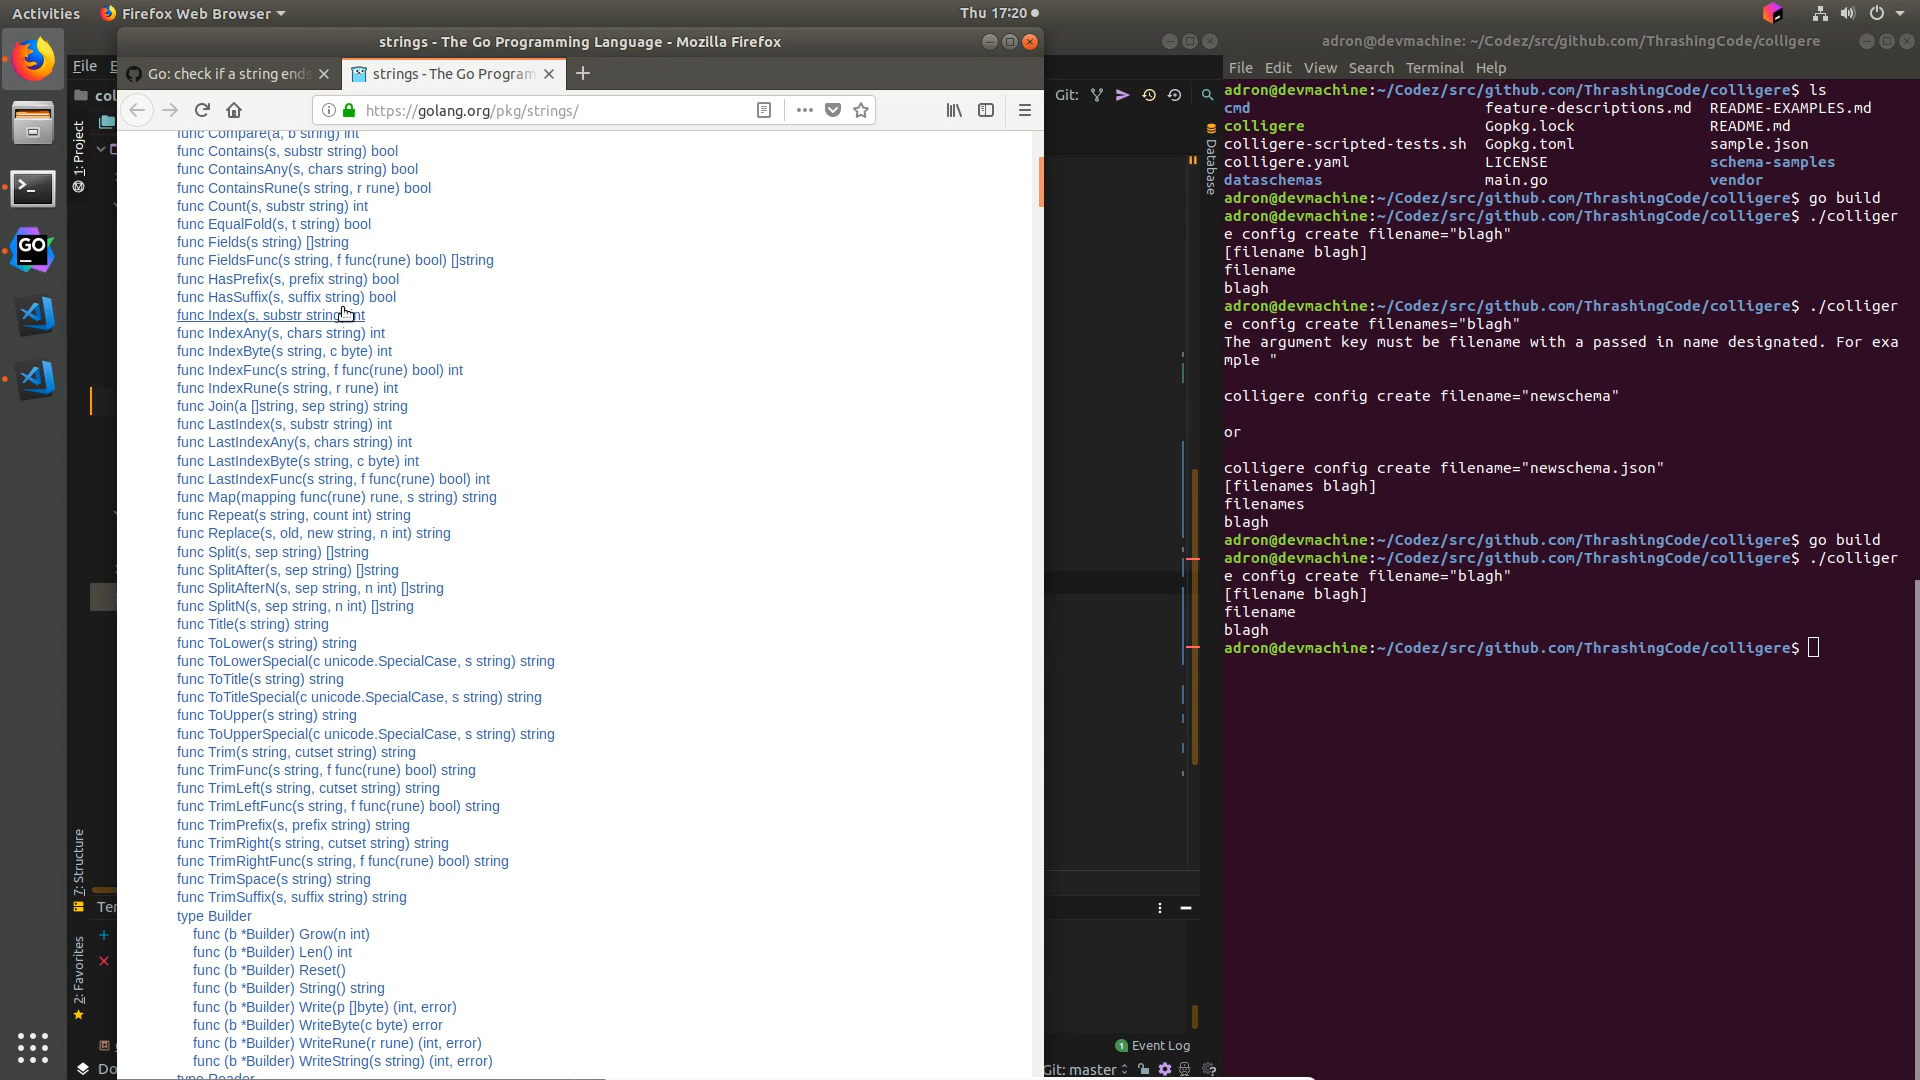 Activities
Firefox Web Browser
Thu 17:20
strings - The Go Programming Language - Mozilla Firefox
Go: check if a string ends
strings - The Go Program
https://golang.org/pkg/strings/
File
1: Project
7: Structure
2: Favorites
func Compare(a, b string) int
func Contains(s, substr string) bool
func ContainsAny(s, chars string) bool
func ContainsRune(s string, r rune) bool
func Count(s, substr string) int
func EqualFold(s, t string) bool
func Fields(s string) []string
func FieldsFunc(s string, f func(rune) bool) []string
func HasPrefix(s, prefix string) bool
func HasSuffix(s, suffix string) bool
func Index(s, substr string) int
func IndexAny(s, chars string) int
func IndexByte(s string, c byte) int
func IndexFunc(s string, f func(rune) bool) int
func IndexRune(s string, r rune) int
func Join(a []string, sep string) string
func LastIndex(s, substr string) int
func LastIndexAny(s, chars string) int
func LastIndexByte(s string, c byte) int
func LastIndexFunc(s string, f func(rune) bool) int
func Map(mapping func(rune) rune, s string) string
func Repeat(s string, count int) string
func Replace(s, old, new string, n int) string
func Split(s, sep string) []string
func SplitAfter(s, sep string) []string
func SplitAfterN(s, sep string, n int) []string
func SplitN(s, sep string, n int) []string
func Title(s string) string
func ToLower(s string) string
func ToLowerSpecial(c unicode.SpecialCase, s string) string
func ToTitle(s string) string
func ToTitleSpecial(c unicode.SpecialCase, s string) string
func ToUpper(s string) string
func ToUpperSpecial(c unicode.SpecialCase, s string) string
func Trim(s string, cutset string) string
func TrimFunc(s string, f func(rune) bool) string
func TrimLeft(s string, cutset string) string
func TrimLeftFunc(s string, f func(rune) bool) string
func TrimPrefix(s, prefix string) string
func TrimRight(s string, cutset string) string
func TrimRightFunc(s string, f func(rune) bool) string
func TrimSpace(s string) string
func TrimSuffix(s, suffix string) string
type Builder
func (b *Builder) Grow(n int)
func (b *Builder) Len() int
func (b *Builder) Reset()
func (b *Builder) String() string
func (b *Builder) Write(p []byte) (int, error)
func (b *Builder) WriteByte(c byte) error
func (b *Builder) WriteRune(r rune) (int, error)
func (b *Builder) WriteString(s string) (int, error)
type Reader
Git:
Database
1 Event Log
Git: master
GO
adron@devmachine: ~/Codez/src/github.com/ThrashingCode/colligere
File Edit View Search Terminal Help
adron@devmachine:~/Codez/src/github.com/ThrashingCode/colligere$ ls
cmd feature-descriptions.md README-EXAMPLES.md
colligere Gopkg.lock README.md
colligere-scripted-tests.sh Gopkg.toml sample.json
colligere.yaml LICENSE schema-samples
dataschemas main.go vendor
adron@devmachine:~/Codez/src/github.com/ThrashingCode/colligere$ go build
adron@devmachine:~/Codez/src/github.com/ThrashingCode/colligere$ ./colliger
e config create filename="blagh"
[filename blagh]
filename
blagh
adron@devmachine:~/Codez/src/github.com/ThrashingCode/colligere$ ./colliger
e config create filenames="blagh"
The argument key must be filename with a passed in name designated. For exa
mple "
colligere config create filename="newschema"
or
colligere config create filename="newschema.json"
[filenames blagh]
filenames
blagh
adron@devmachine:~/Codez/src/github.com/ThrashingCode/colligere$ go build
adron@devmachine:~/Codez/src/github.com/ThrashingCode/colligere$ ./colliger
e config create filename="blagh"
[filename blagh]
filename
blagh
adron@devmachine:~/Codez/src/github.com/ThrashingCode/colligere$